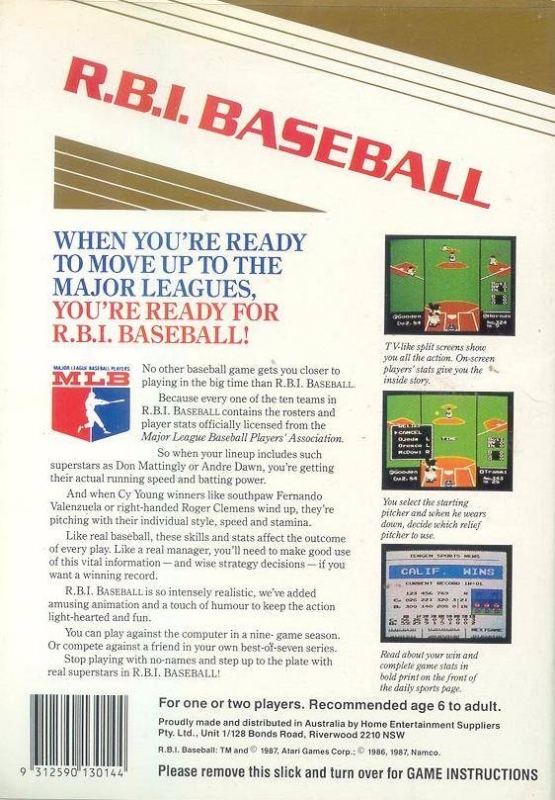 R.B.I. BASEBALL
WHEN YOU'RE READY
TO MOVE UP TO THE
MAJOR LEAGUES,
YOU'RE READY FOR
R.B.I. BASEBALL!
MAJOR LEAGUE BASEBALL PLAYERS
MLB
No other baseball game gets you closer to
playing in the big time than R.B.I. BASEBALL.
Because every one of the ten teams in
R.B.I. BASEBALL contains the rosters and
player stats officially licensed from the
Major League Baseball Players' Association.
So when your lineup includes such
superstars as Don Mattingly or Andre Dawn, you're getting
their actual running speed and batting power.
And when Cy Young winners like southpaw Fernando
Valenzuela or right-handed Roger Clemens wind up, they're
pitching with their individual style, speed and stamina.
Like real baseball, these skills and stats affect the outcome
of every play. Like a real manager, you'll need to make good use
of this vital information — and wise strategy decisions — if you
want a winning record.
R.B.I. BASEBALL is so intensely realistic, we've added
amusing animation and a touch of humour to keep the action
light-hearted and fun.
You can play against the computer in a nine- game season.
Or compete against a friend in your own best-of-seven series.
Stop playing with no-names and step up to the plate with
real superstars in R.B.I. BASEBALL!
TV-like split screens show
you all the action. On-screen
players' stats give you the
inside story.
CANCEL
Ojeda L
Orosco L
McDowl R
TIME
You select the starting
pitcher and when he wears
down, decide which relief
pitcher to use.
TENGEN SPORTS NEWS
CALIF. WINS
CURRENT RECORD
123 456 789
NEXTGAME
Read about your win and
complete game stats in
bold print on the front of
the daily sports page.
9 312590 130144
For one or two players. Recommended age 6 to adult.
Proudly made and distributed in Australia by Home Entertainment Suppliers
Pty. Ltd., Unit 1/128 Bonds Road, Riverwood 2210 NSW
R.B.I. Baseball: TM and © 1987, Atari Games Corp.; © 1986, 1987, Namco.
Please remove this slick and turn over for GAME INSTRUCTIONS